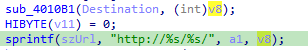 sub_4010B1(Destination, (int)v8);
HIBYTE(v11) = 0;
sprintf(szUrl, "http://%s/%s/", a1, v8);